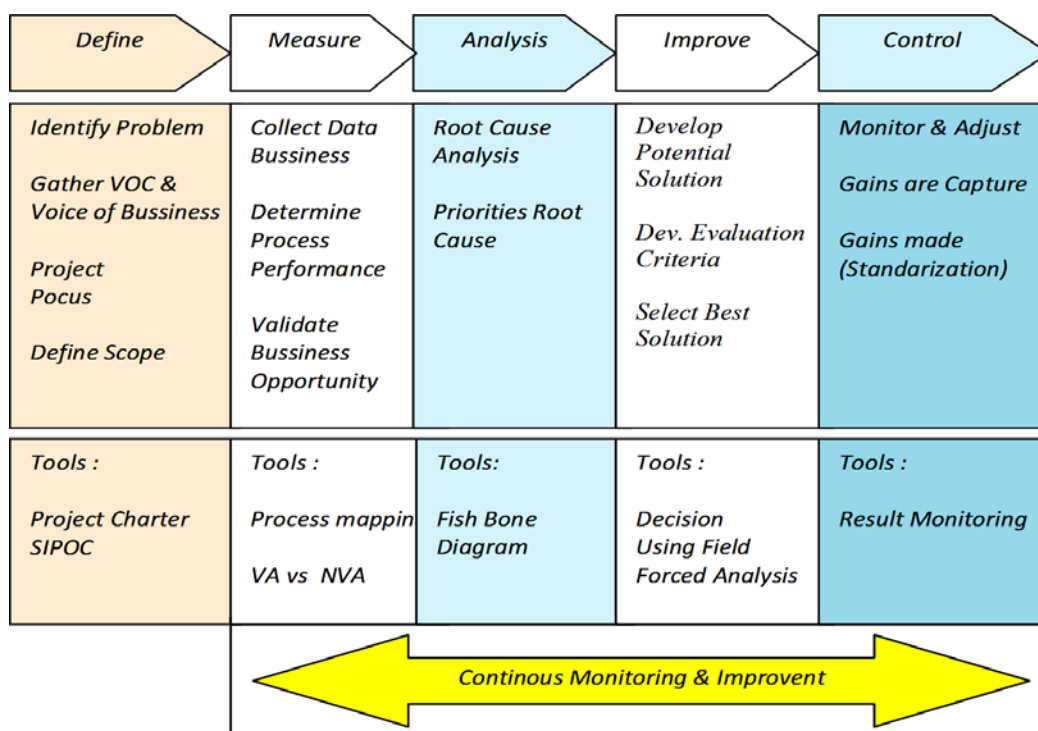 Define
Measure
Analysis
Improve
Control
Identify Problem
Gather VOC &
Voice of Bussiness
Project
Pocus
Define Scope
Collect Data
Bussiness
Determine
Process
Performance
Validate
Bussiness
Opportunity
Root Cause
Analysis
Priorities Root
Cause
Develop
Potential
Solution
Dev. Evaluation
Criteria
Select Best
Solution
Monitor & Adjust
Gains are Capture
Gains made
(Standarization)
Tools :
Project Charter
SIPOC
Tools :
Process mappin
VA vs NVA
Tools:
Fish Bone
Diagram
Tools :
Decision
Using Field
Forced Analysis
Tools :
Result Monitoring
Continous Monitoring & Improvent